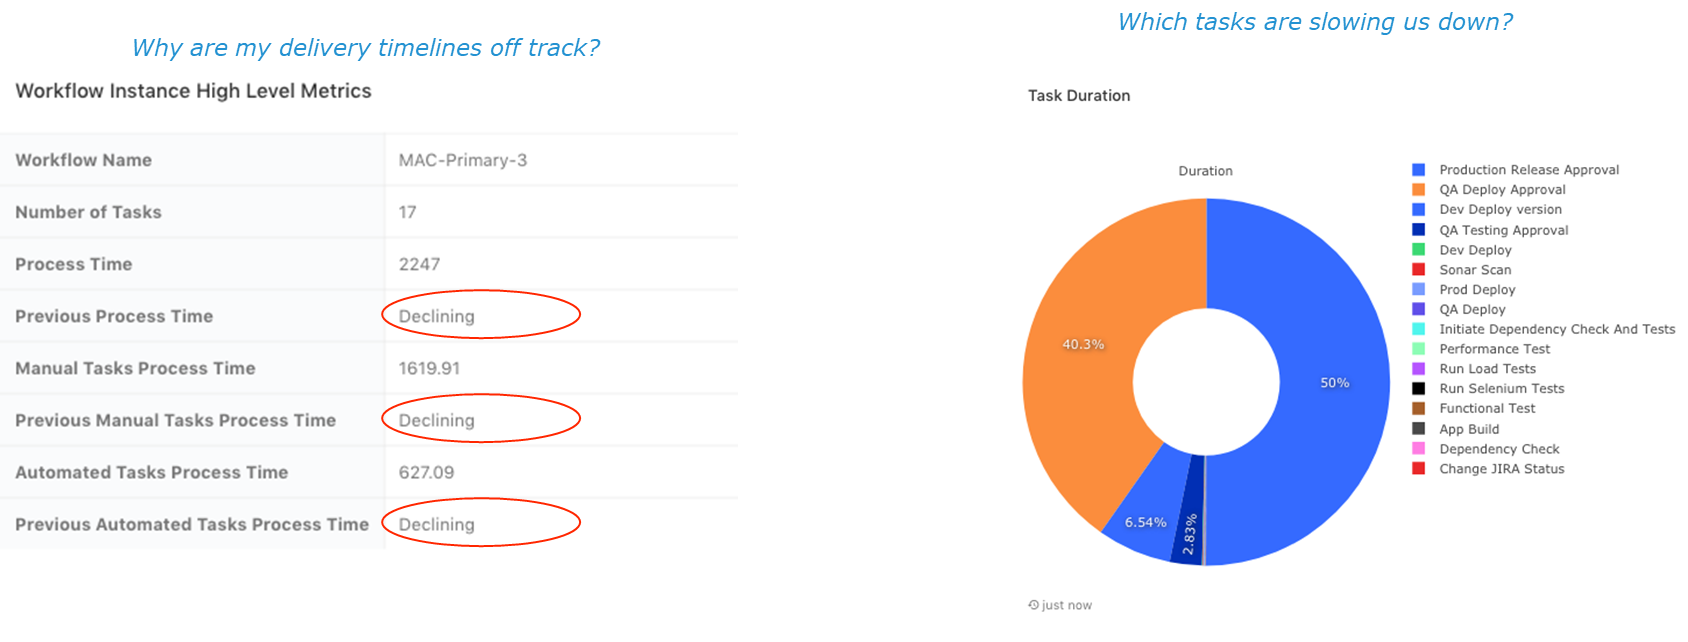 Why are my delivery timelines off track?
Workflow Instance High Level Metrics
Workflow Name MAC-Primary-3
Number of Tasks 17
Process Time 2247
Previous Process Time Declining
Manual Tasks Process Time 1619.91
Previous Manual Tasks Process Time Declining
Automated Tasks Process Time 627.09
Previous Automated Tasks Process Time Declining
Which tasks are slowing us down?
Task Duration
Duration
40.3%
50%
6.54%
2.83%
Production Release Approval
QA Deploy Approval
Dev Deploy version
QA Testing Approval
Dev Deploy
Sonar Scan
Prod Deploy
QA Deploy
Initiate Dependency Check And Tests
Performance Test
Run Load Tests
Run Selenium Tests
Functional Test
App Build
Dependency Check
Change JIRA Status
just now